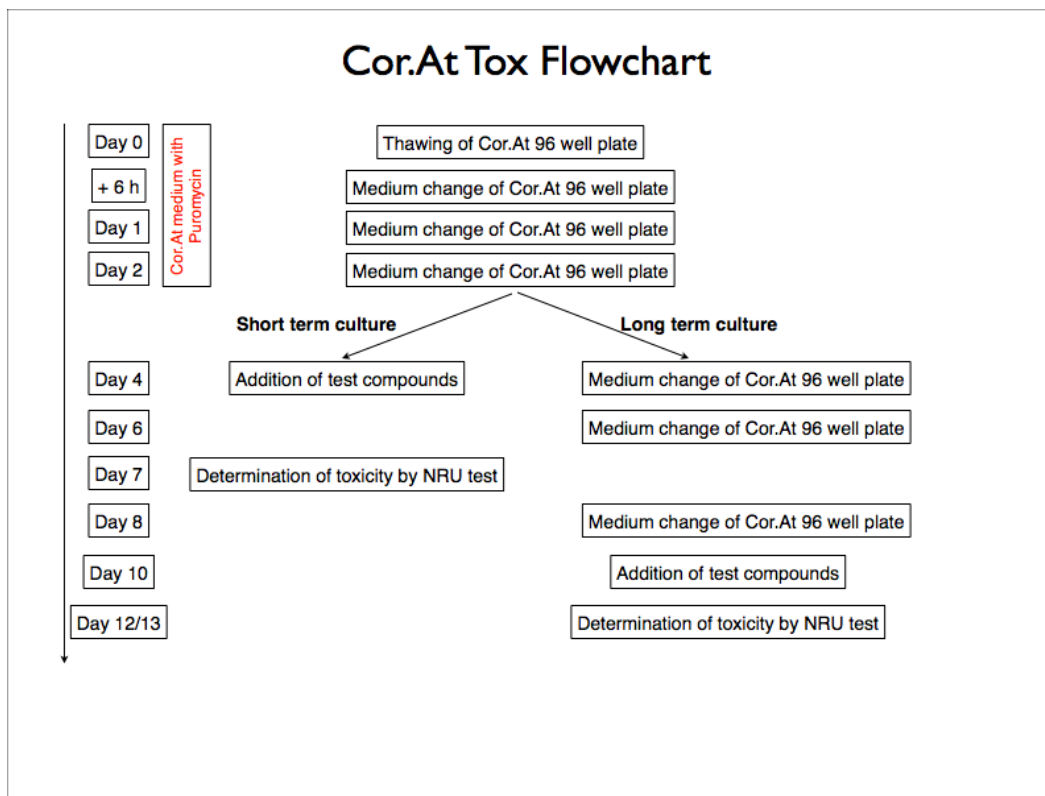 Cor.At Tox Flowchart
Day 0
Cor.At medium with
Puromycin
Thawing of Cor.At 96 well plate
+ 6 h
Medium change of Cor.At 96 well plate
Day 1
Medium change of Cor.At 96 well plate
Day 2
Medium change of Cor.At 96 well plate
Short term culture
Long term culture
Day 4
Addition of test compounds
Medium change of Cor.At 96 well plate
Day 6
Medium change of Cor.At 96 well plate
Day 7
Determination of toxicity by NRU test
Day 8
Medium change of Cor.At 96 well plate
Day 10
Addition of test compounds
Day 12/13
Determination of toxicity by NRU test